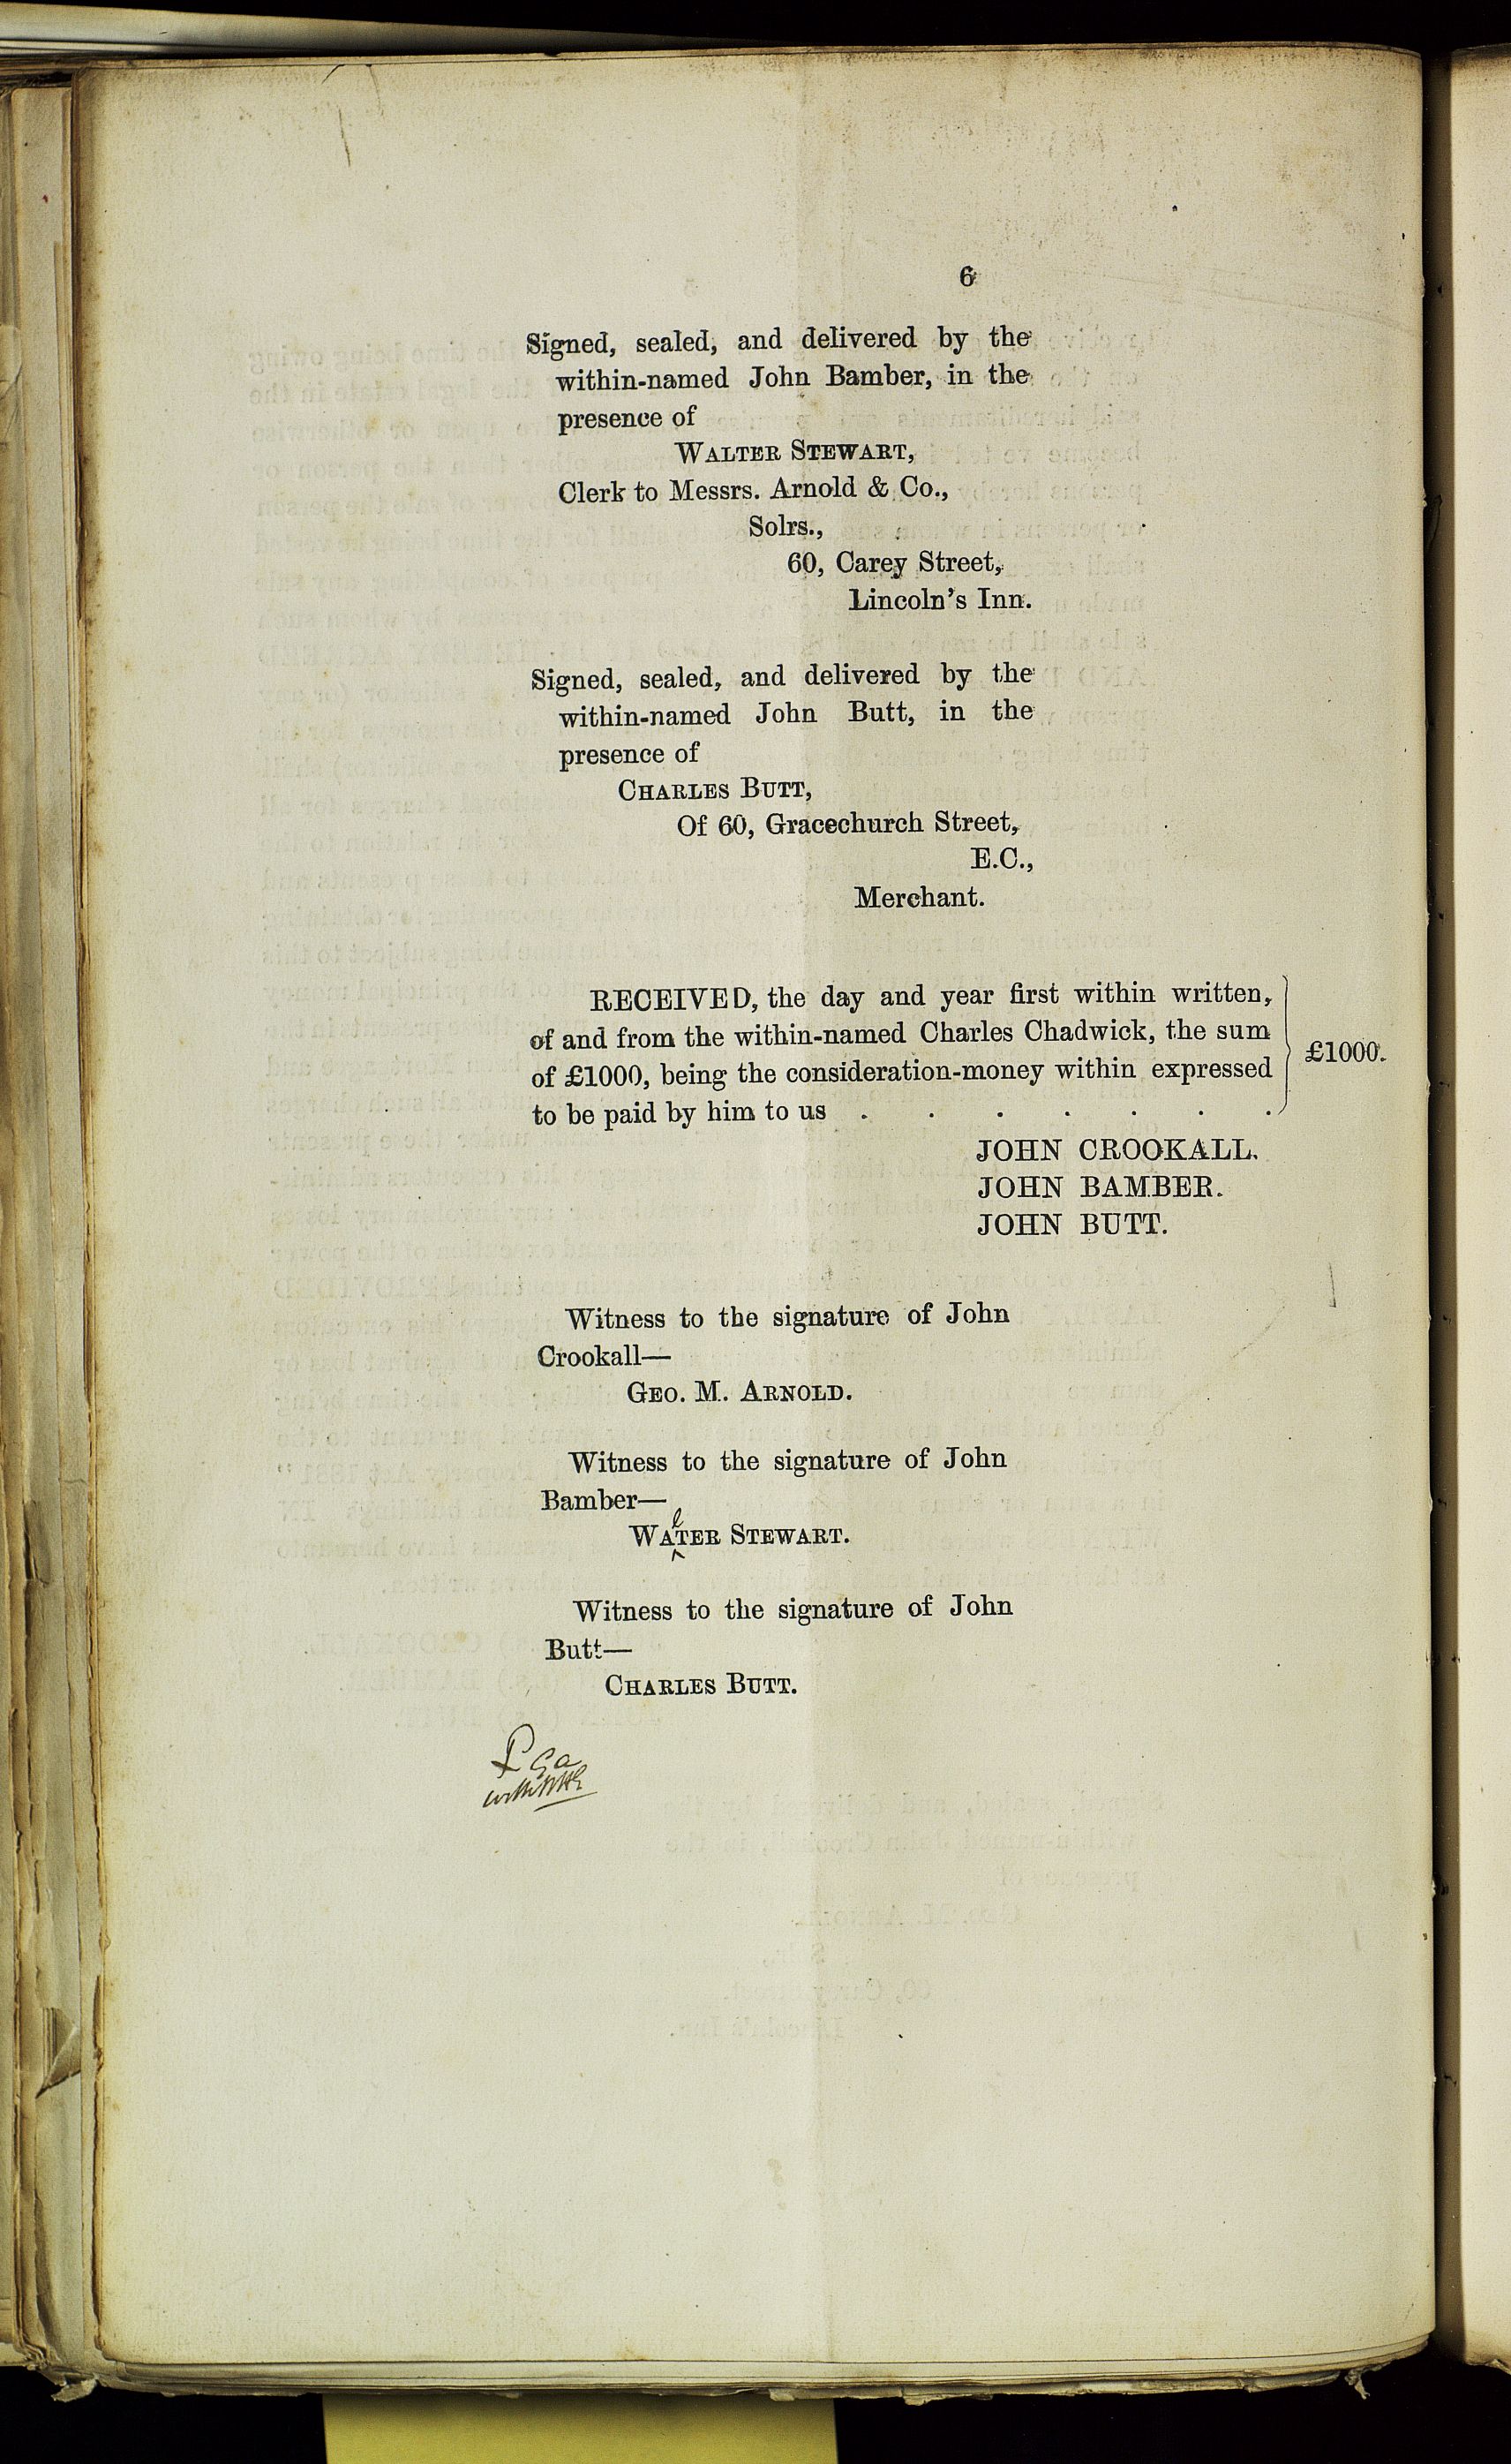 6
Signed, sealed, and delivered by the
within-named John Bamber, in the
presence of
WALTER STEWART,
Clerk to Messrs. Arnold & Co.,
Solrs.,
60, Carey Street,
Lincoln's Inn.
Signed, sealed, and delivered by the
within-named John Butt, in the
presence of
CHARLES BUTT,
Of 60, Gracechurch Street,
E.C.,
Merchant.
RECEIVED, the day and year first within written,
of and from the within-named Charles Chadwick, the sum
of £1000, being the consideration-money within expressed
to be paid by him to us . . . . . . .
£1000.
JOHN CROOKALL.
JOHN BAMBER.
JOHN BUTT.
Witness to the signature of John
Crookall—
GEO. M. ARNOLD.
Witness to the signature of John
Bamber—
WALTER STEWART.
Witness to the signature of John
Butt—
CHARLES BUTT.